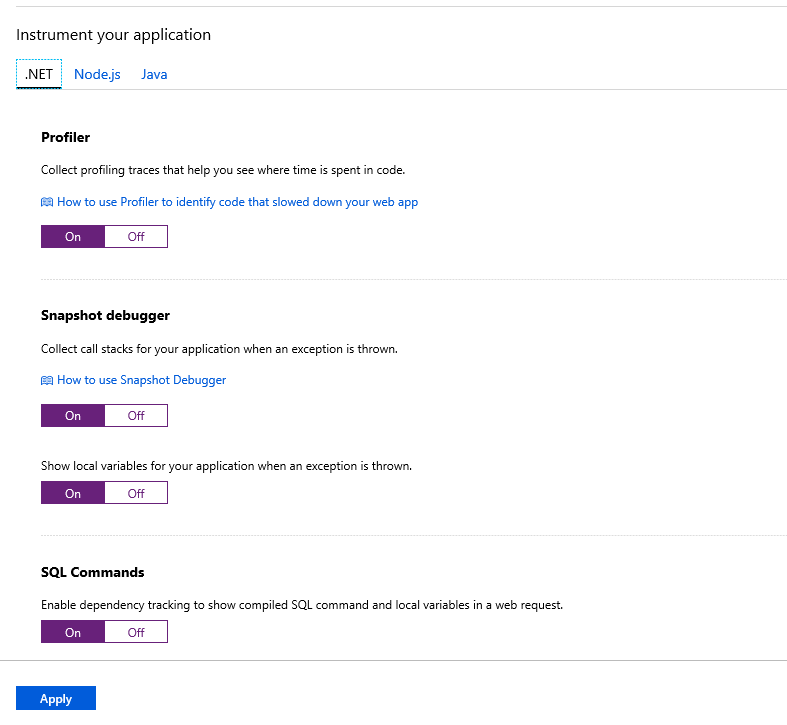 Instrument your application
.NET Node.js Java
Profiler
Collect profiling traces that help you see where time is spent in code.
How to use Profiler to identify code that slowed down your web app
On Off
Snapshot debugger
Collect call stacks for your application when an exception is thrown.
How to use Snapshot Debugger
On Off
Show local variables for your application when an exception is thrown.
On Off
SQL Commands
Enable dependency tracking to show compiled SQL command and local variables in a web request.
On Off
Apply